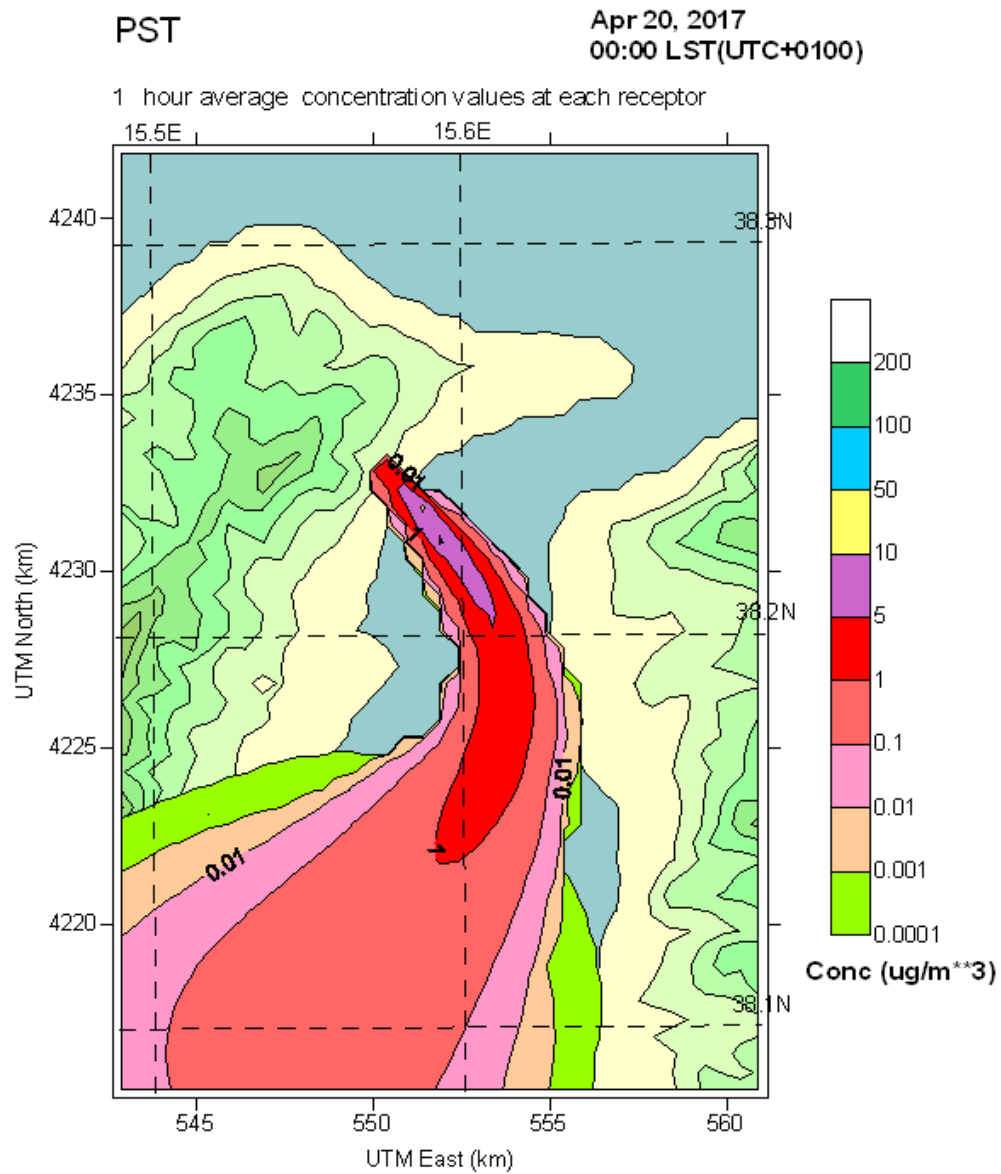 PST
Apr 20, 2017
00:00 LST(UTC+0100)
1 hour average concentration values at each receptor
15.5E
15.6E
4240
4235
4230
4225
4220
UTM North (km)
38.3N
38.2N
38.1N
0.01
1
0.01
0.01
1
545
550
555
560
UTM East (km)
200
100
50
10
5
1
0.1
0.01
0.001
0.0001
Conc (ug/m**3)